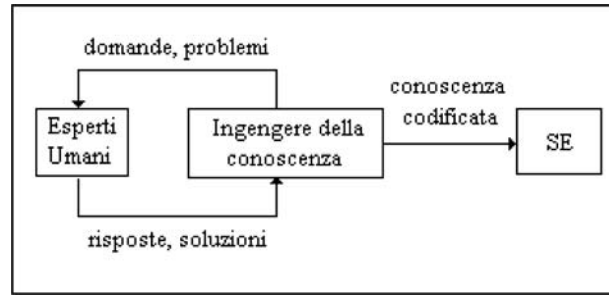 domande, problemi
conoscenza
codificata
Esperti
Umani
Ingengere della
conoscenza
SE
risposte, soluzioni